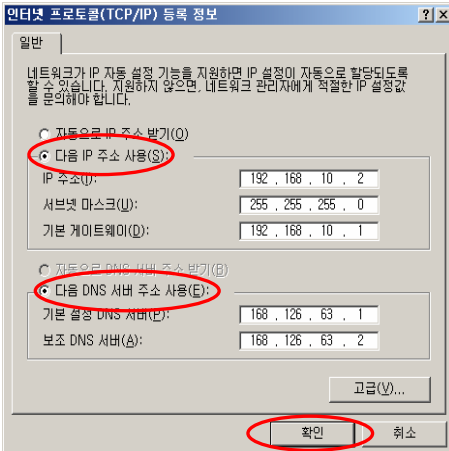 인터넷 프로토콜(TCP/IP) 등록 정보
일반
네트워크가 IP 자동 설정 기능을 지원하면 IP 설정이 자동으로 할당되도록
할 수 있습니다. 지원하지 않으면, 네트워크 관리자에게 적절한 IP 설정값
을 문의해야 합니다.
자동으로 IP 주소 받기(O)
다음 IP 주소 사용(S):
IP 주소(I): 192 . 168 . 10 . 2
서브넷 마스크(U): 255 . 255 . 255 . 0
기본 게이트웨이(D): 192 . 168 . 10 . 1
자동으로 DNS 서버 주소 받기(B)
다음 DNS 서버 주소 사용(E):
기본 설정 DNS 서버(P): 168 . 126 . 63 . 1
보조 DNS 서버(A): 168 . 126 . 63 . 2
고급(V)...
확인
취소